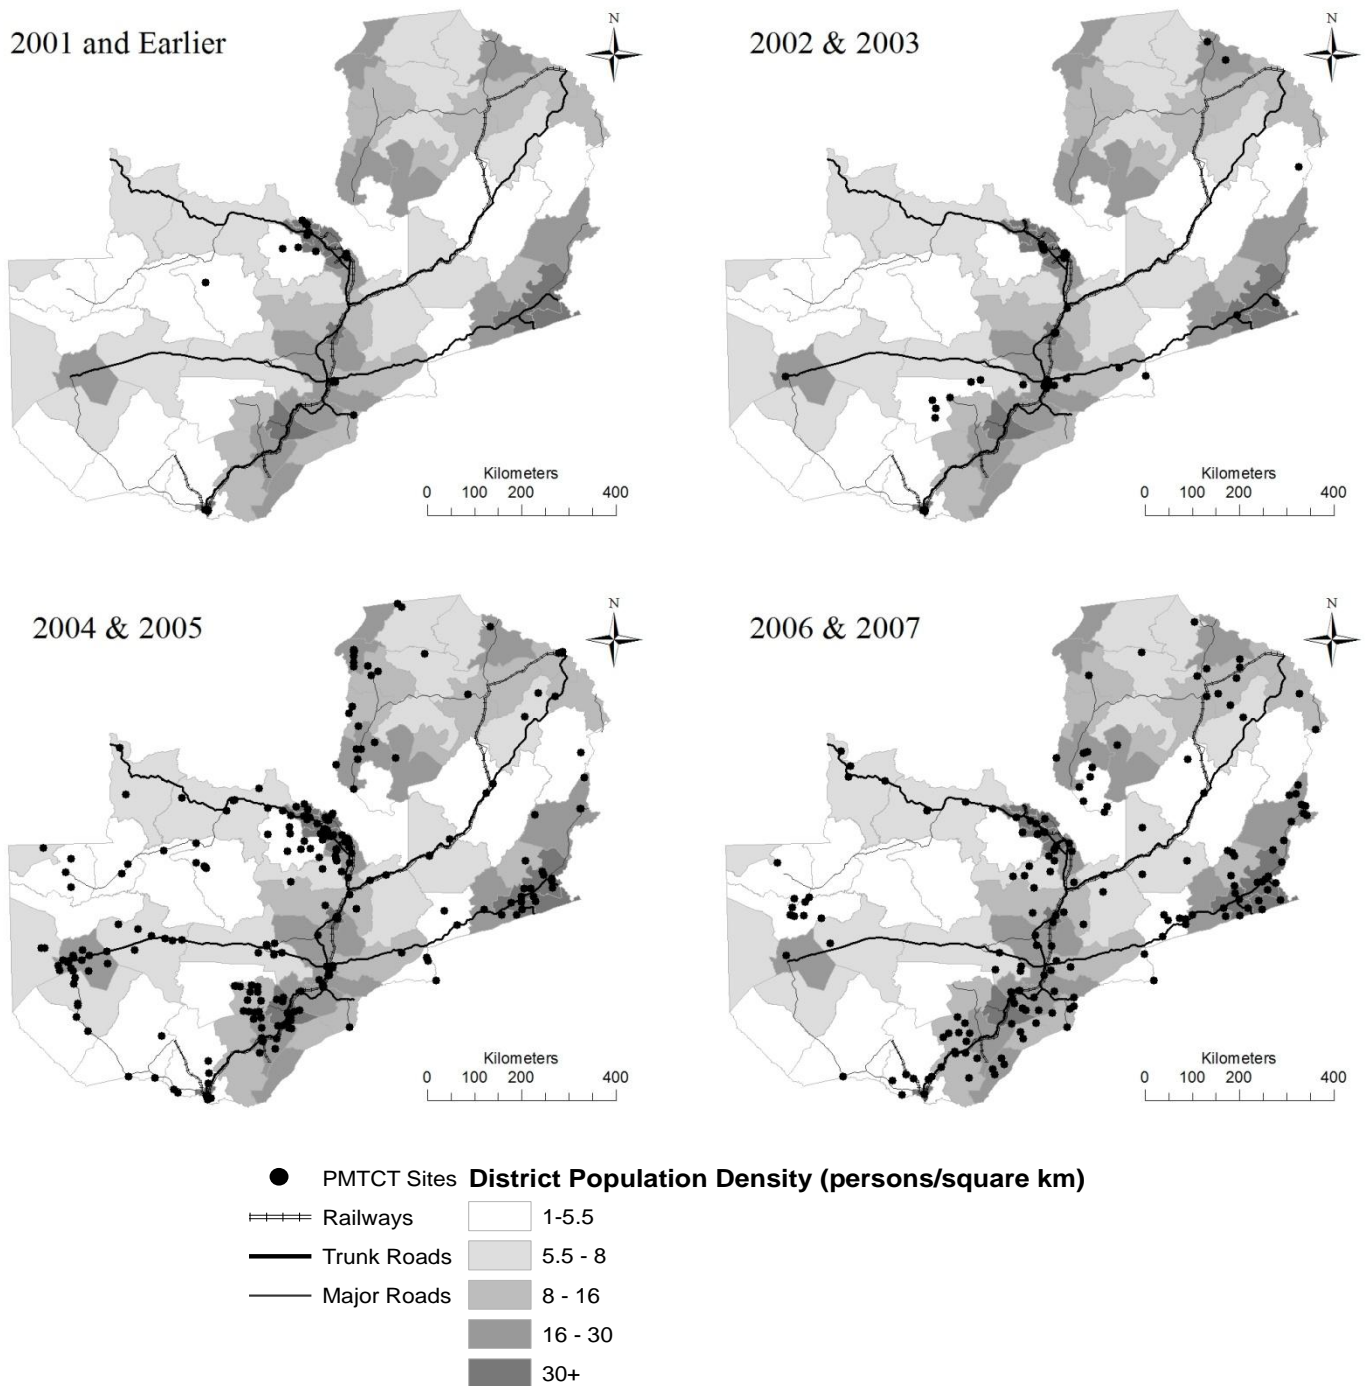 2001 and Earlier
N
Kilometers
0 100 200 400
2002 & 2003
N
Kilometers
0 100 200 400
2004 & 2005
N
Kilometers
0 100 200 400
2006 & 2007
N
Kilometers
0 100 200 400
PMTCT Sites District Population Density (persons/square km)
Railways 1-5.5
Trunk Roads 5.5 - 8
Major Roads 8 - 16
16 - 30
30+